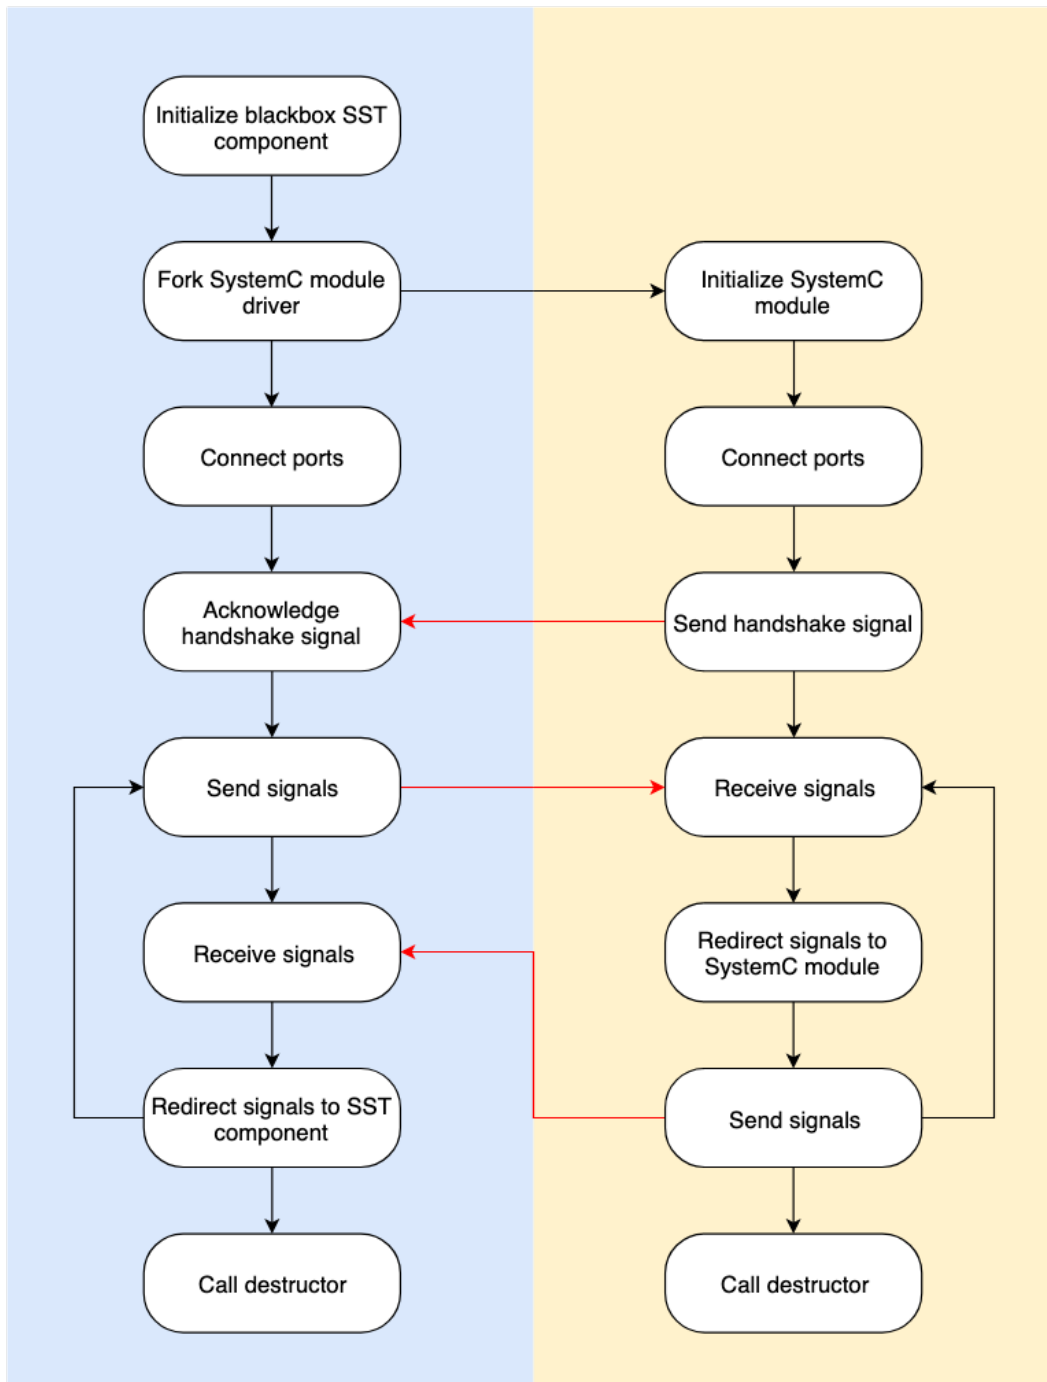 Initialize blackbox SST
component
Fork SystemC module
driver
Initialize SystemC
module
Connect ports
Connect ports
Acknowledge
handshake signal
Send handshake signal
Send signals
Receive signals
Receive signals
Redirect signals to
SystemC module
Redirect signals to SST
component
Send signals
Call destructor
Call destructor